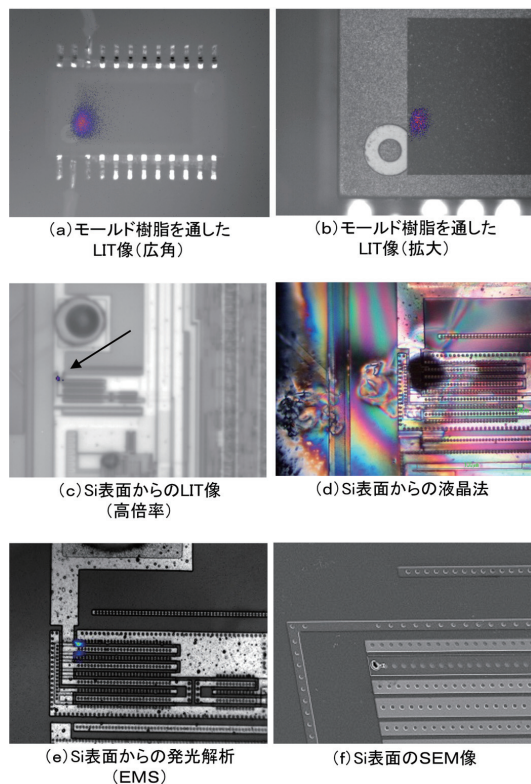 (a)モールド樹脂を通した
LIT像(広角)
(b)モールド樹脂を通した
LIT像(拡大)
(c)Si表面からのLIT像
(高倍率)
(d)Si表面からの液晶法
(e)Si表面からの発光解析
(EMS)
(f)Si表面のSEM像